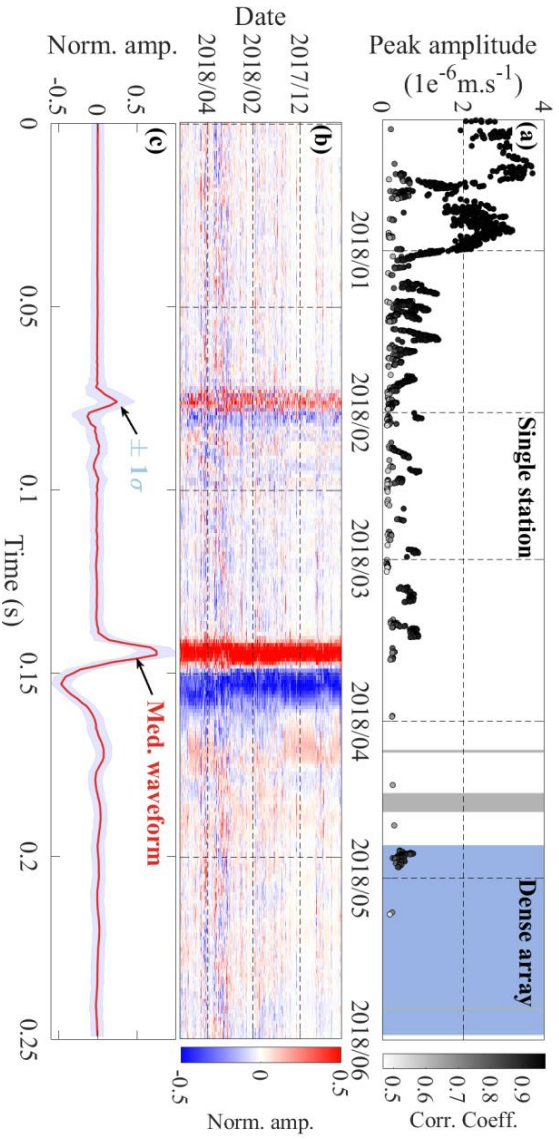 (a)
Single station
Dense array
Peak amplitude
(1e⁻⁶m.s⁻¹)
4
2
0
2018/01
2018/02
2018/03
2018/04
2018/05
2018/06
0.9
0.8
0.7
0.6
0.5
Corr. Coeff.
(b)
Date
2017/12
2018/02
2018/04
0.5
0
-0.5
Norm. amp.
(c)
Norm. amp.
0.5
0
-0.5
± 1σ
Med. waveform
0
0.05
0.1
0.15
0.2
0.25
Time (s)